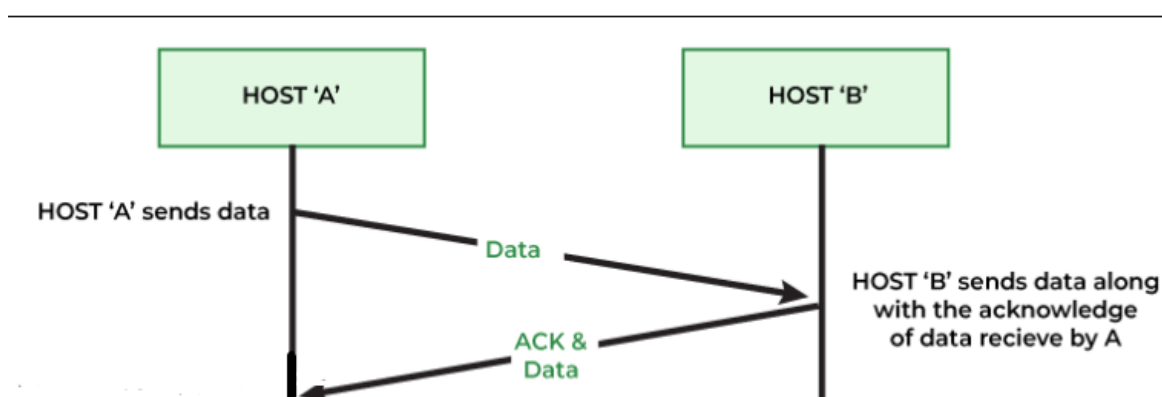 HOST ‘A’
HOST ‘B’
HOST ‘A’ sends data
Data
HOST ‘B’ sends data along
with the acknowledge
of data recieve by A
ACK &
Data